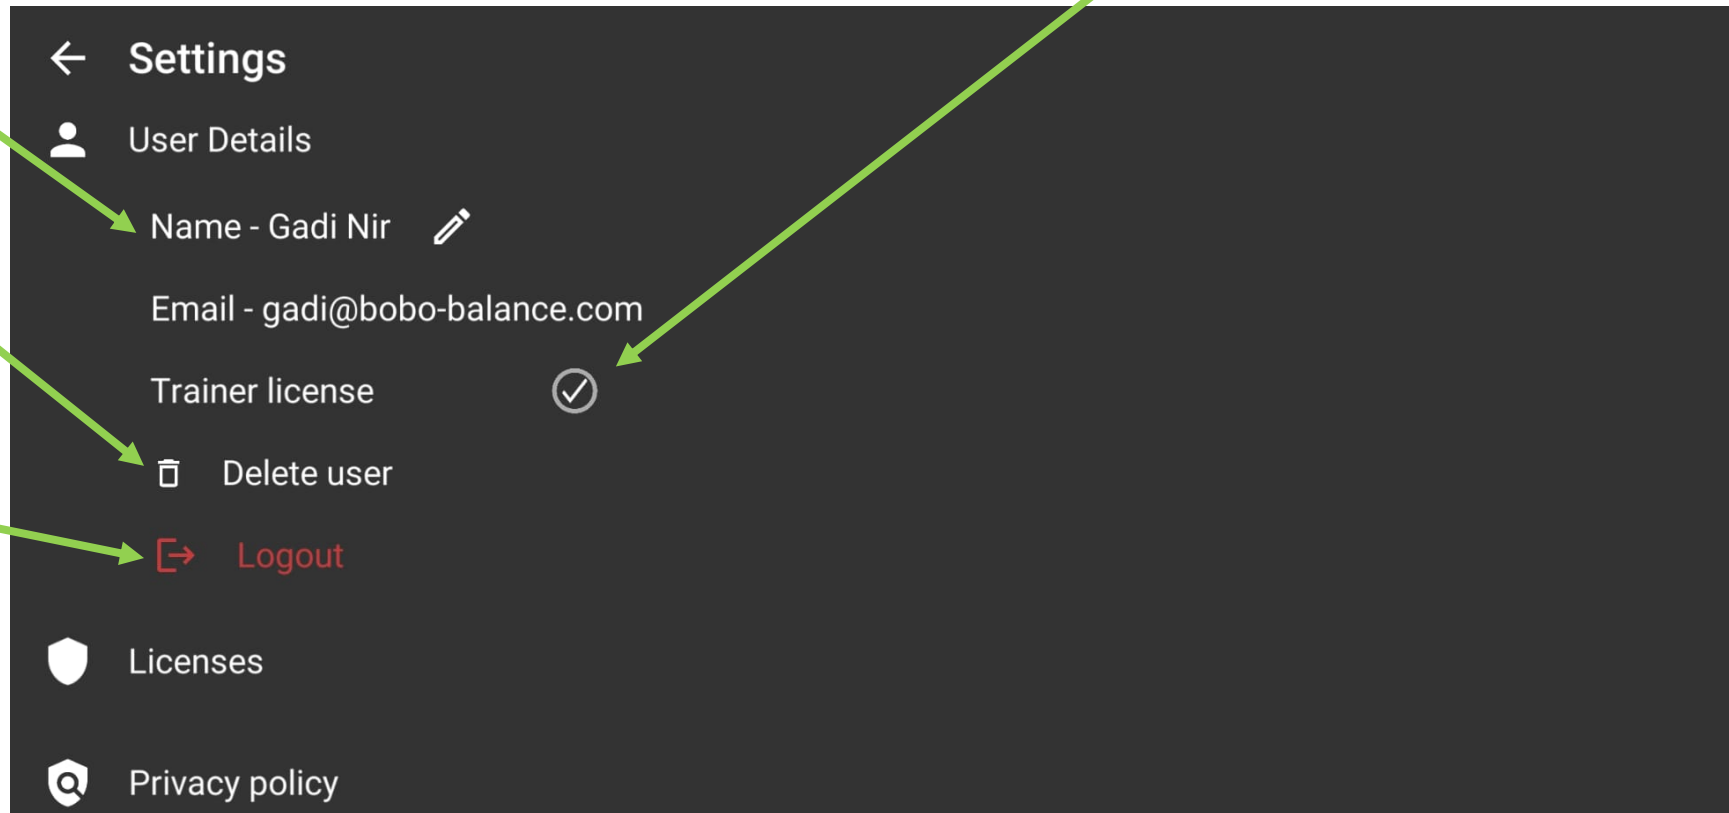 Settings
User Details
Name - Gadi Nir
Email - gadi@bobo-balance.com
Trainer license
Delete user
Logout
Licenses
Privacy policy